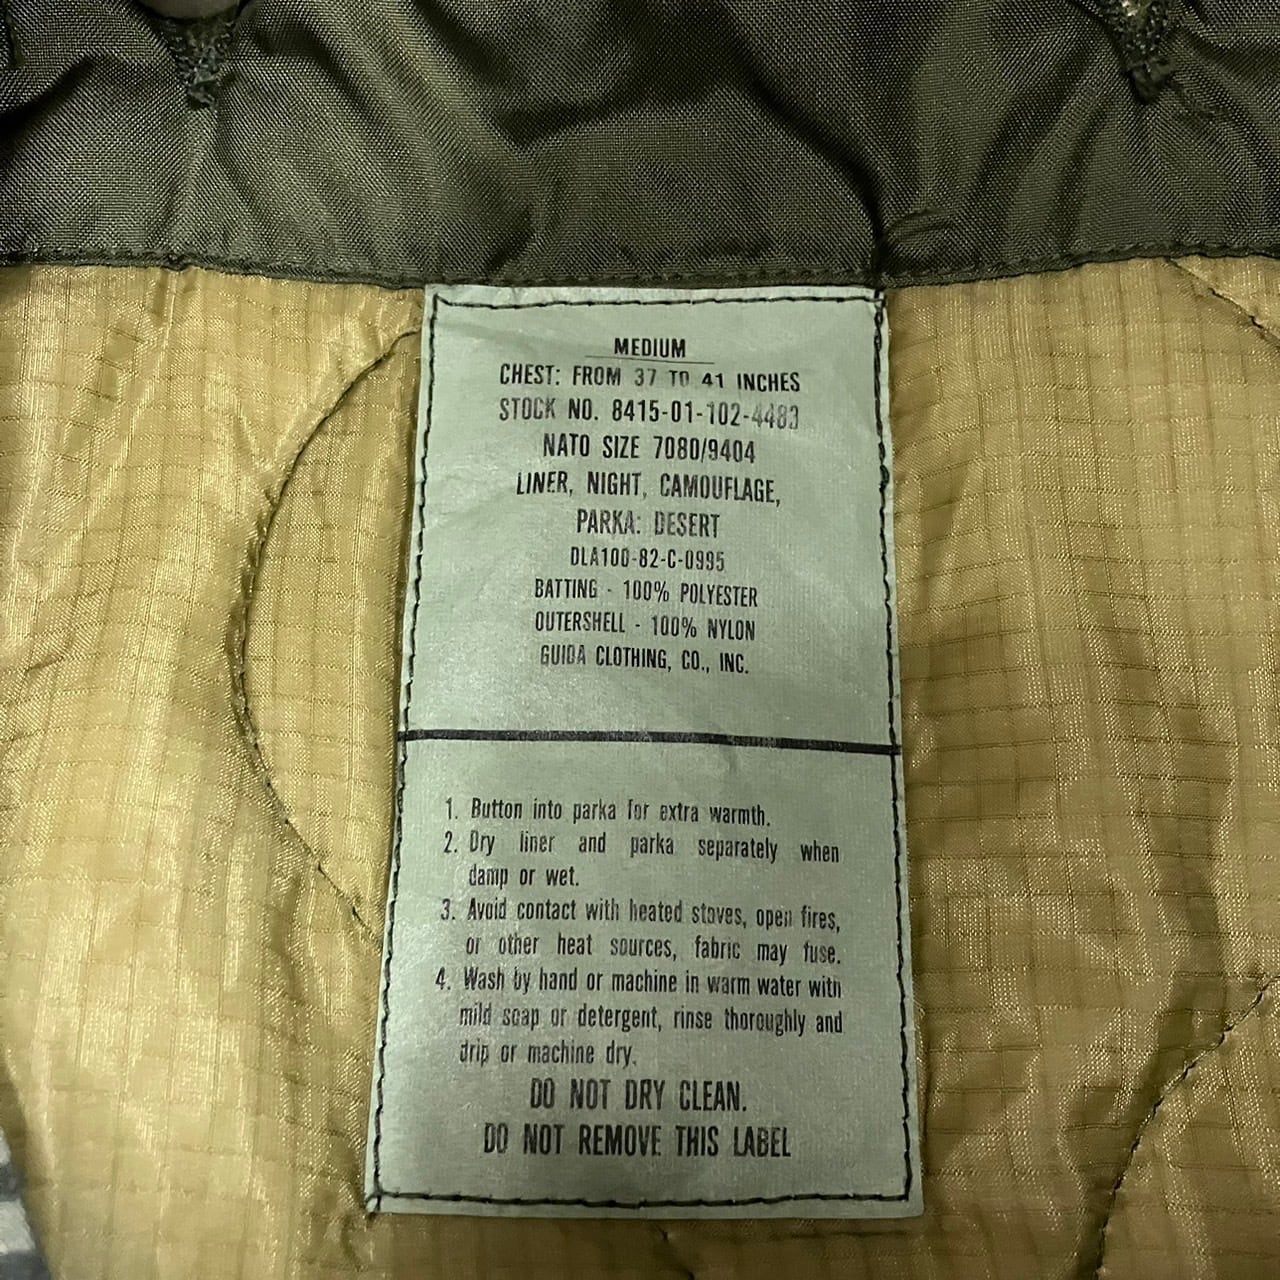 MEDIUM
CHEST: FROM 37 TO 41 INCHES
STOCK NO. 8415-01-102-4483
NATO SIZE 7080/9404
LINER, NIGHT, CAMOUFLAGE,
PARKA: DESERT
DLA100-82-C-0995
BATTING - 100% POLYESTER
OUTERSHELL - 100% NYLON
GUIDA CLOTHING, CO., INC.
1. Button into parka for extra warmth.
2. Dry liner and parka separately when
damp or wet.
3. Avoid contact with heated stoves, open fires,
or other heat sources, fabric may fuse.
4. Wash by hand or machine in warm water with
mild soap or detergent, rinse thoroughly and
drip or machine dry.
DO NOT DRY CLEAN.
DO NOT REMOVE THIS LABEL